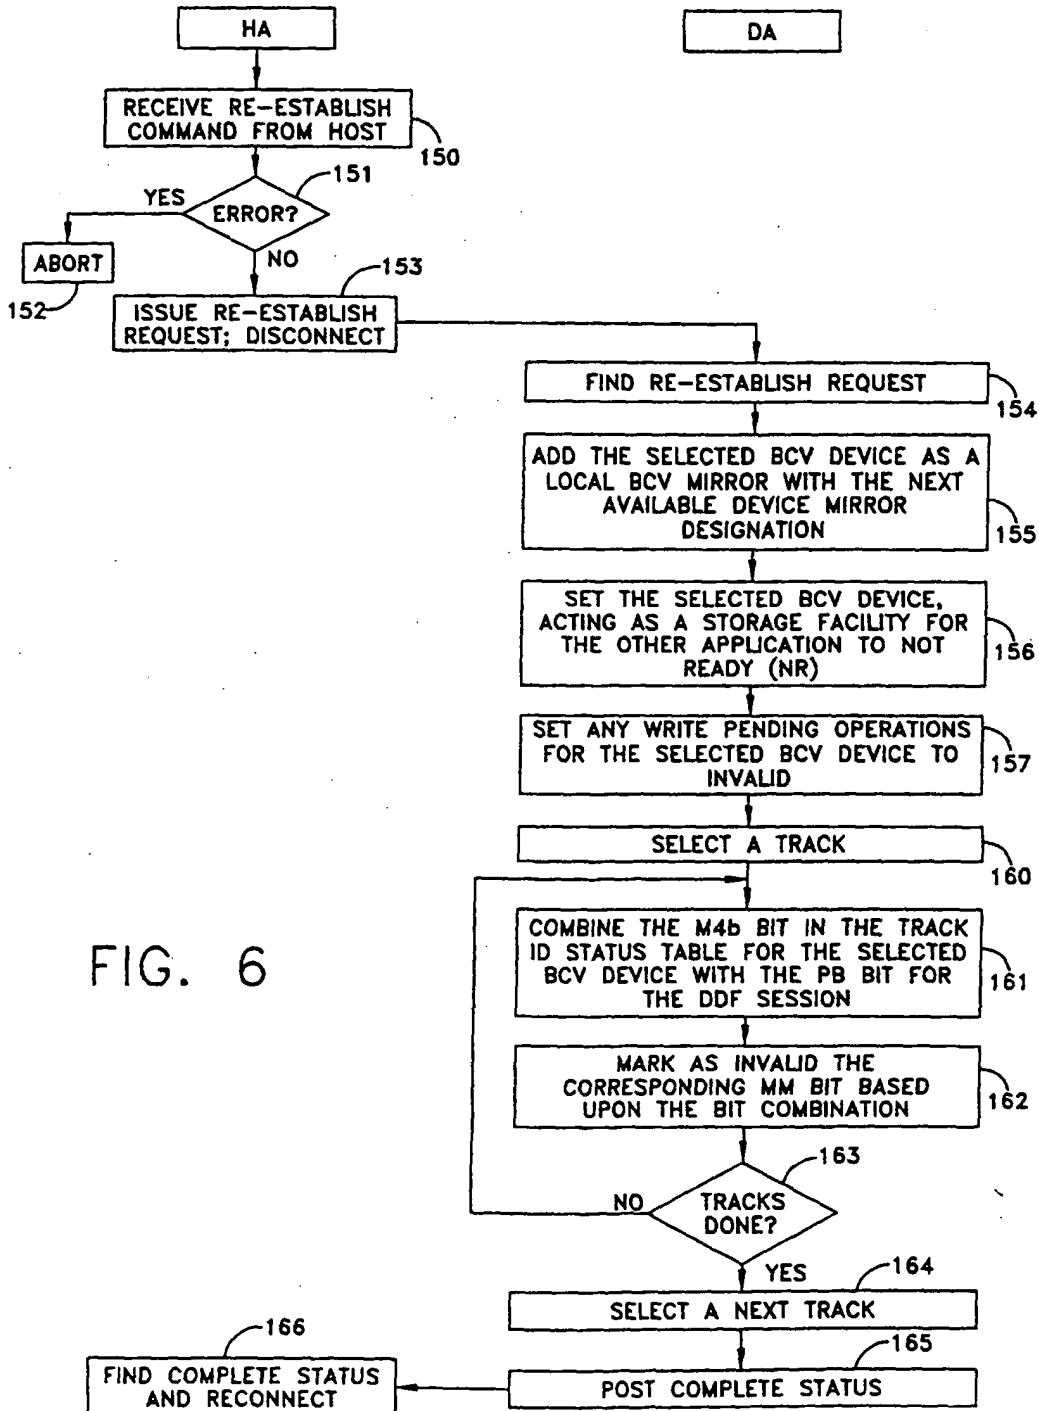 HA
DA
RECEIVE RE-ESTABLISH
COMMAND FROM HOST
150
151
YES
ERROR?
ABORT
NO
152
153
ISSUE RE-ESTABLISH
REQUEST; DISCONNECT
FIND RE-ESTABLISH REQUEST
154
ADD THE SELECTED BCV DEVICE AS A
LOCAL BCV MIRROR WITH THE NEXT
AVAILABLE DEVICE MIRROR
DESIGNATION
155
SET THE SELECTED BCV DEVICE,
ACTING AS A STORAGE FACILITY FOR
THE OTHER APPLICATION TO NOT
READY (NR)
156
SET ANY WRITE PENDING OPERATIONS
FOR THE SELECTED BCV DEVICE TO
INVALID
157
SELECT A TRACK
160
COMBINE THE M4b BIT IN THE TRACK
ID STATUS TABLE FOR THE SELECTED
BCV DEVICE WITH THE PB BIT FOR
THE DDF SESSION
161
FIG. 6
MARK AS INVALID THE
CORRESPONDING MM BIT BASED
UPON THE BIT COMBINATION
162
163
NO
TRACKS
DONE?
YES
164
SELECT A NEXT TRACK
165
POST COMPLETE STATUS
166
FIND COMPLETE STATUS
AND RECONNECT